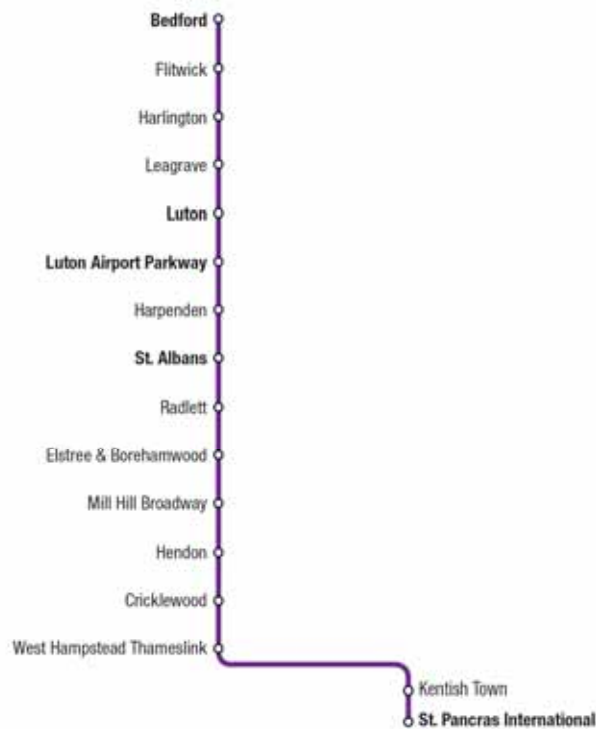 Bedford
Flitwick
Harlington
Leagrave
Luton
Luton Airport Parkway
Harpenden
St. Albans
Radlett
Elstree & Borehamwood
Mill Hill Broadway
Hendon
Cricklewood
West Hampstead Thameslink
Kentish Town
St. Pancras International